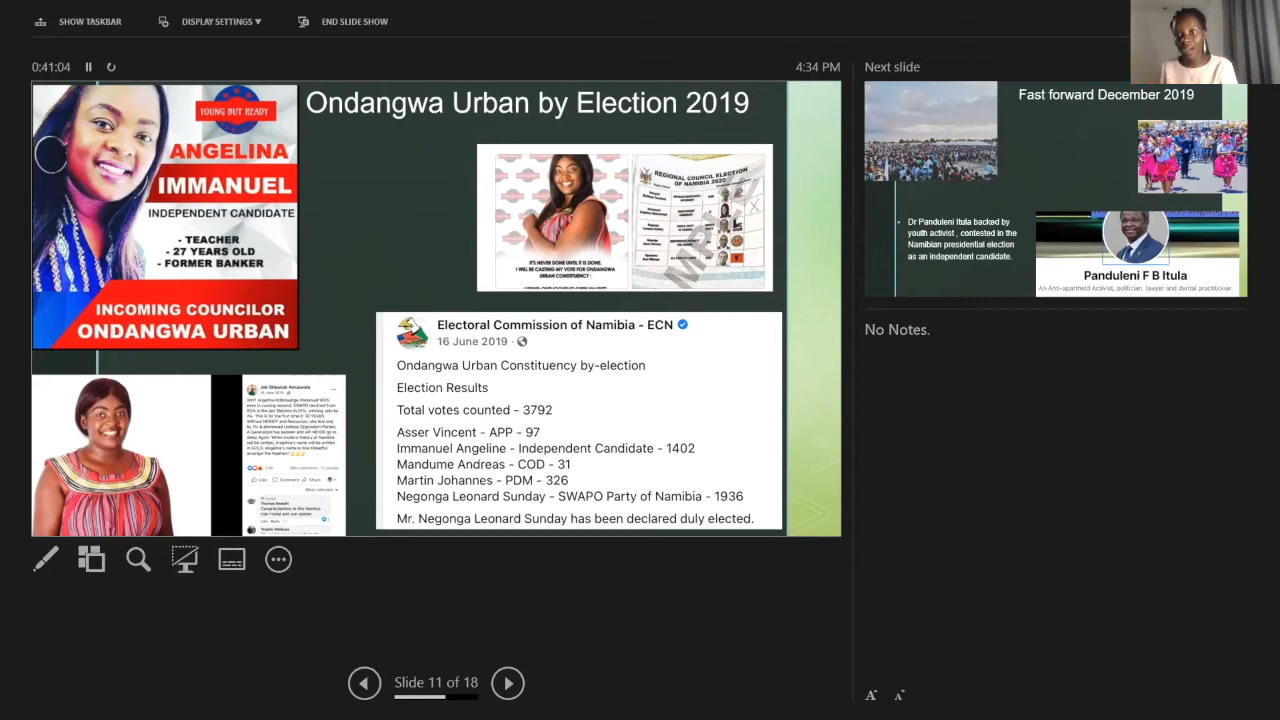 SHOW TASKBAR
DISPLAY SETTINGS ▼
END SLIDE SHOW
0:41:04
4:34 PM
YOUNG BUT READY
ANGELINA
IMMANUEL
INDEPENDENT CANDIDATE
- TEACHER
- 27 YEARS OLD
- FORMER BANKER
INCOMING COUNCILOR
ONDANGWA URBAN
Ondangwa Urban by Election 2019
IT'S NEVER DONE UNTIL IT IS DONE.
I WILL BE CASTING MY VOTE FOR ONDANGWA
URBAN CONSTITUENCY :
REGIONAL COUNCIL ELECTION
OF NAMIBIA 2020
Electoral Commission of Namibia - ECN
16 June 2019 ·
Ondangwa Urban Constituency by-election
Election Results
Total votes counted - 3792
Asser Vincent - APP - 97
Immanuel Angeline - Independent Candidate - 1402
Mandume Andreas - COD - 31
Martin Johannes - PDM - 326
Negonga Leonard Sunday - SWAPO Party of Namibia - 1936
Mr. Negonga Leonard Sunday has been declared duly elected.
Like
Comment
Share
Slide 11 of 18
Next slide
Fast forward December 2019
Dr Panduleni Itula backed by
youth activist , contested in the
Namibian presidential election
as an independent candidate.
Panduleni F B Itula
An Anti-apartheid Activist, politician, lawyer and dental practitioner.
No Notes.
A
A